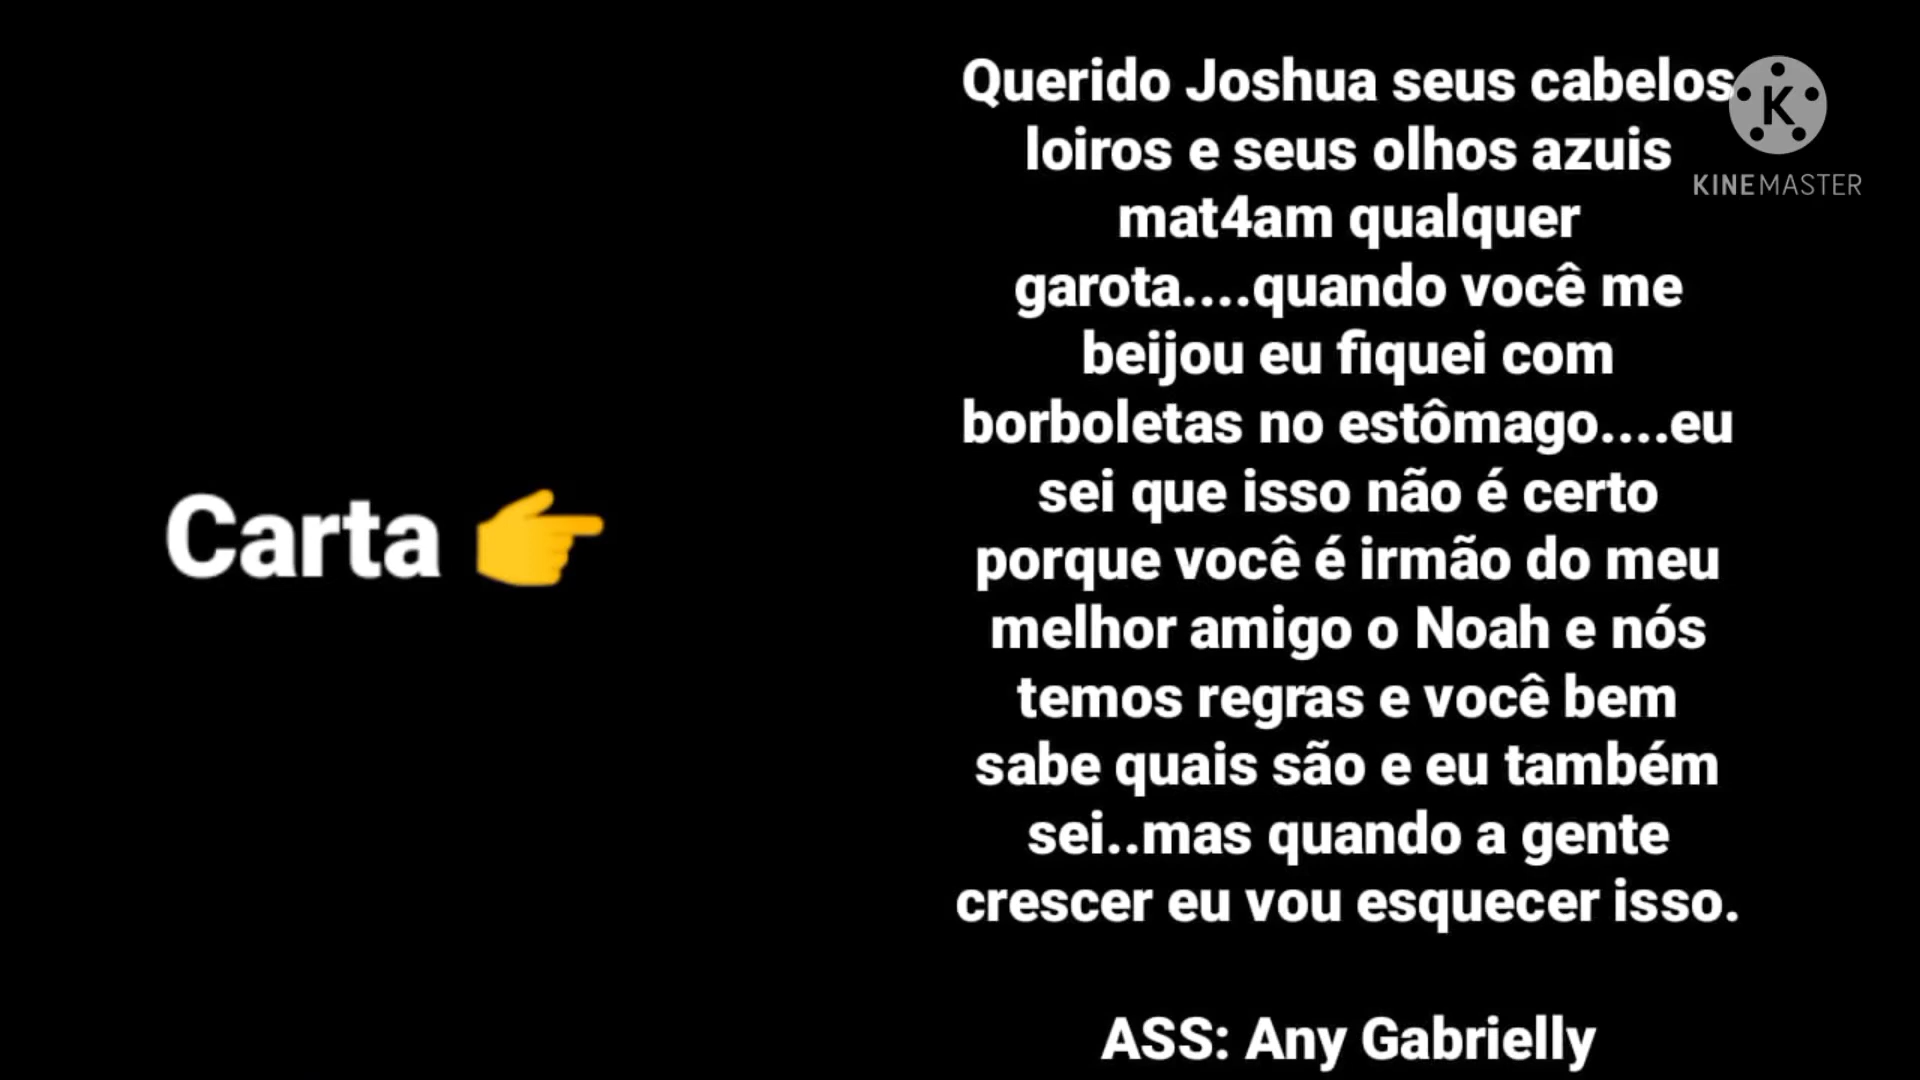 Carta 👉
Querido Joshua seus cabelos
loiros e seus olhos azuis
mat4am qualquer
garota....quando você me
beijou eu fiquei com
borboletas no estômago....eu
sei que isso não é certo
porque você é irmão do meu
melhor amigo o Noah e nós
temos regras e você bem
sabe quais são e eu também
sei..mas quando a gente
crescer eu vou esquecer isso.
ASS: Any Gabrielly
K
KINEMASTER